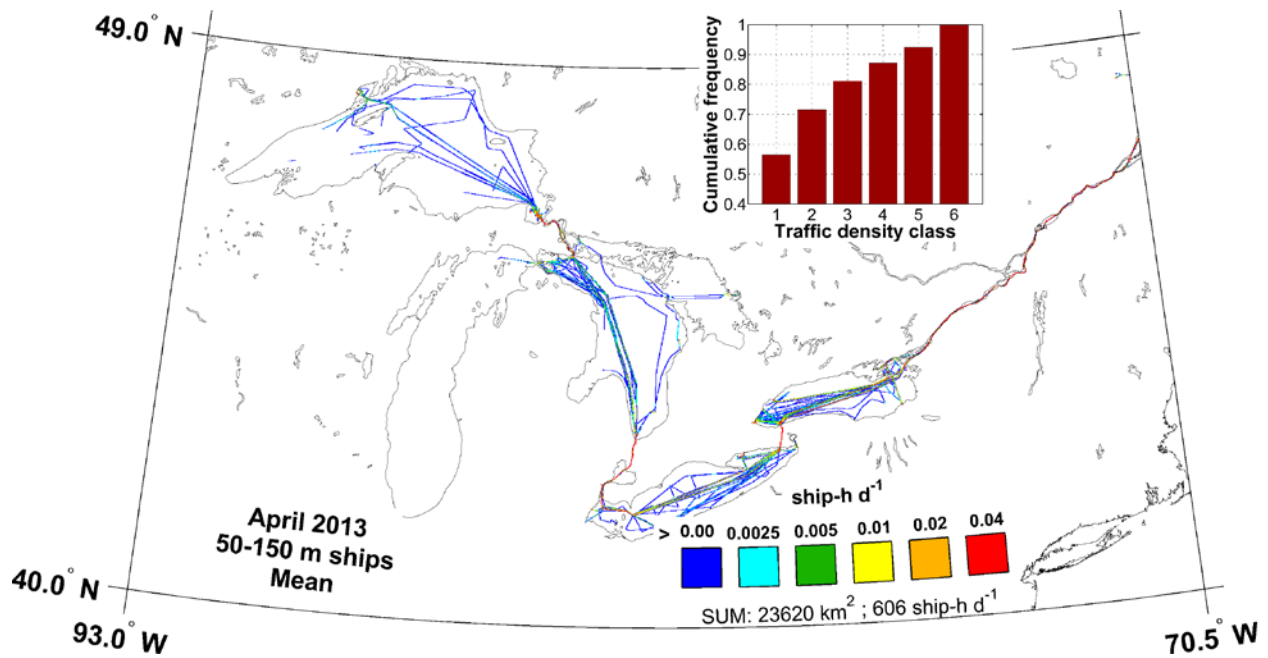 49.0° N
Cumulative frequency
1
0.9
0.8
0.7
0.6
0.5
0.4
1 2 3 4 5 6
Traffic density class
April 2013
50-150 m ships
Mean
ship-h d⁻¹
> 0.00 0.0025 0.005 0.01 0.02 0.04
SUM: 23620 km² ; 606 ship-h d⁻¹
40.0° N
93.0° W
70.5° W